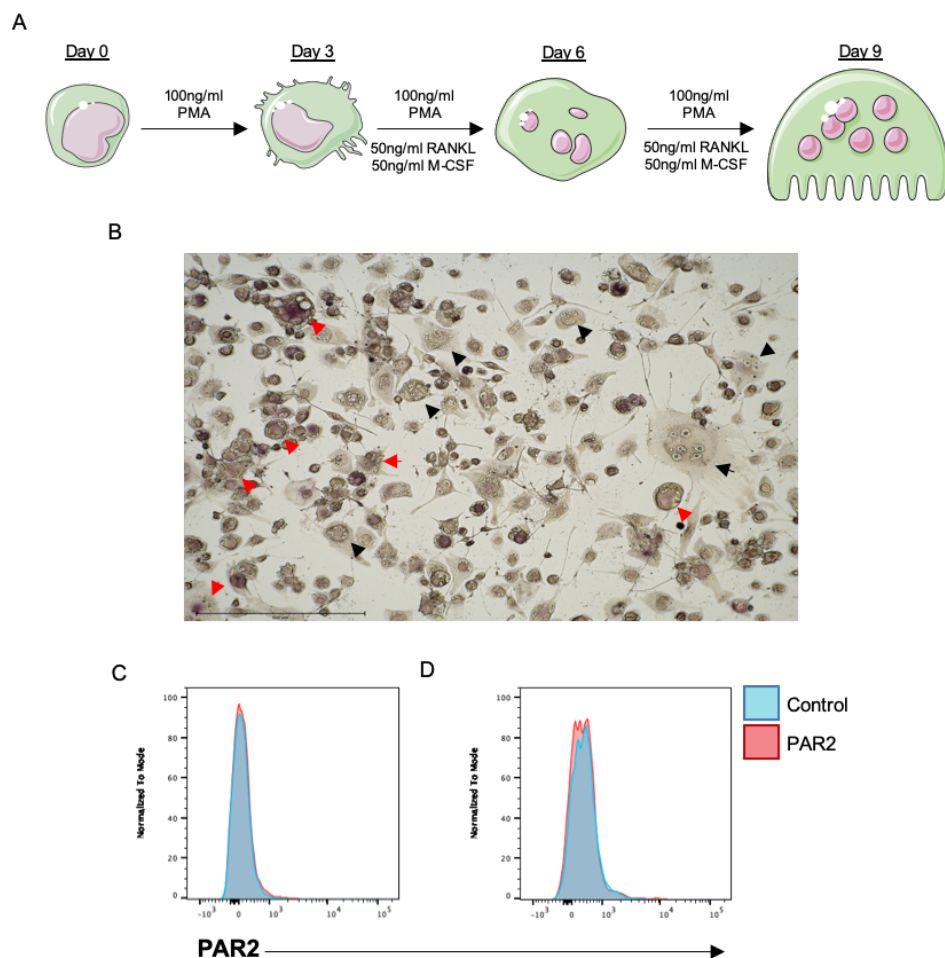 A
Day 0
Day 3
Day 6
Day 9
100ng/ml
PMA
100ng/ml
PMA
50ng/ml RANKL
50ng/ml M-CSF
100ng/ml
PMA
50ng/ml RANKL
50ng/ml M-CSF
B
C
D
100
80
60
40
20
0
Normalized To Mode
-10³ 0 10³ 10⁴ 10⁵
100
80
60
40
20
0
Normalized To Mode
-10³ 0 10³ 10⁴ 10⁵
Control
PAR2
PAR2